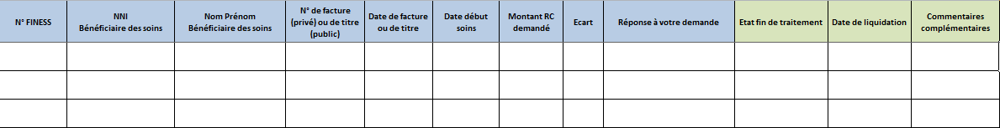 N° FINESS
NNI
Bénéficiaire des soins
Nom Prénom
Bénéficiaire des soins
N° de facture
(privé) ou de titre
(public)
Date de facture
ou de titre
Date début
soins
Montant RC
demandé
Ecart
Réponse à votre demande
Etat fin de traitement
Date de liquidation
Commentaires
complémentaires